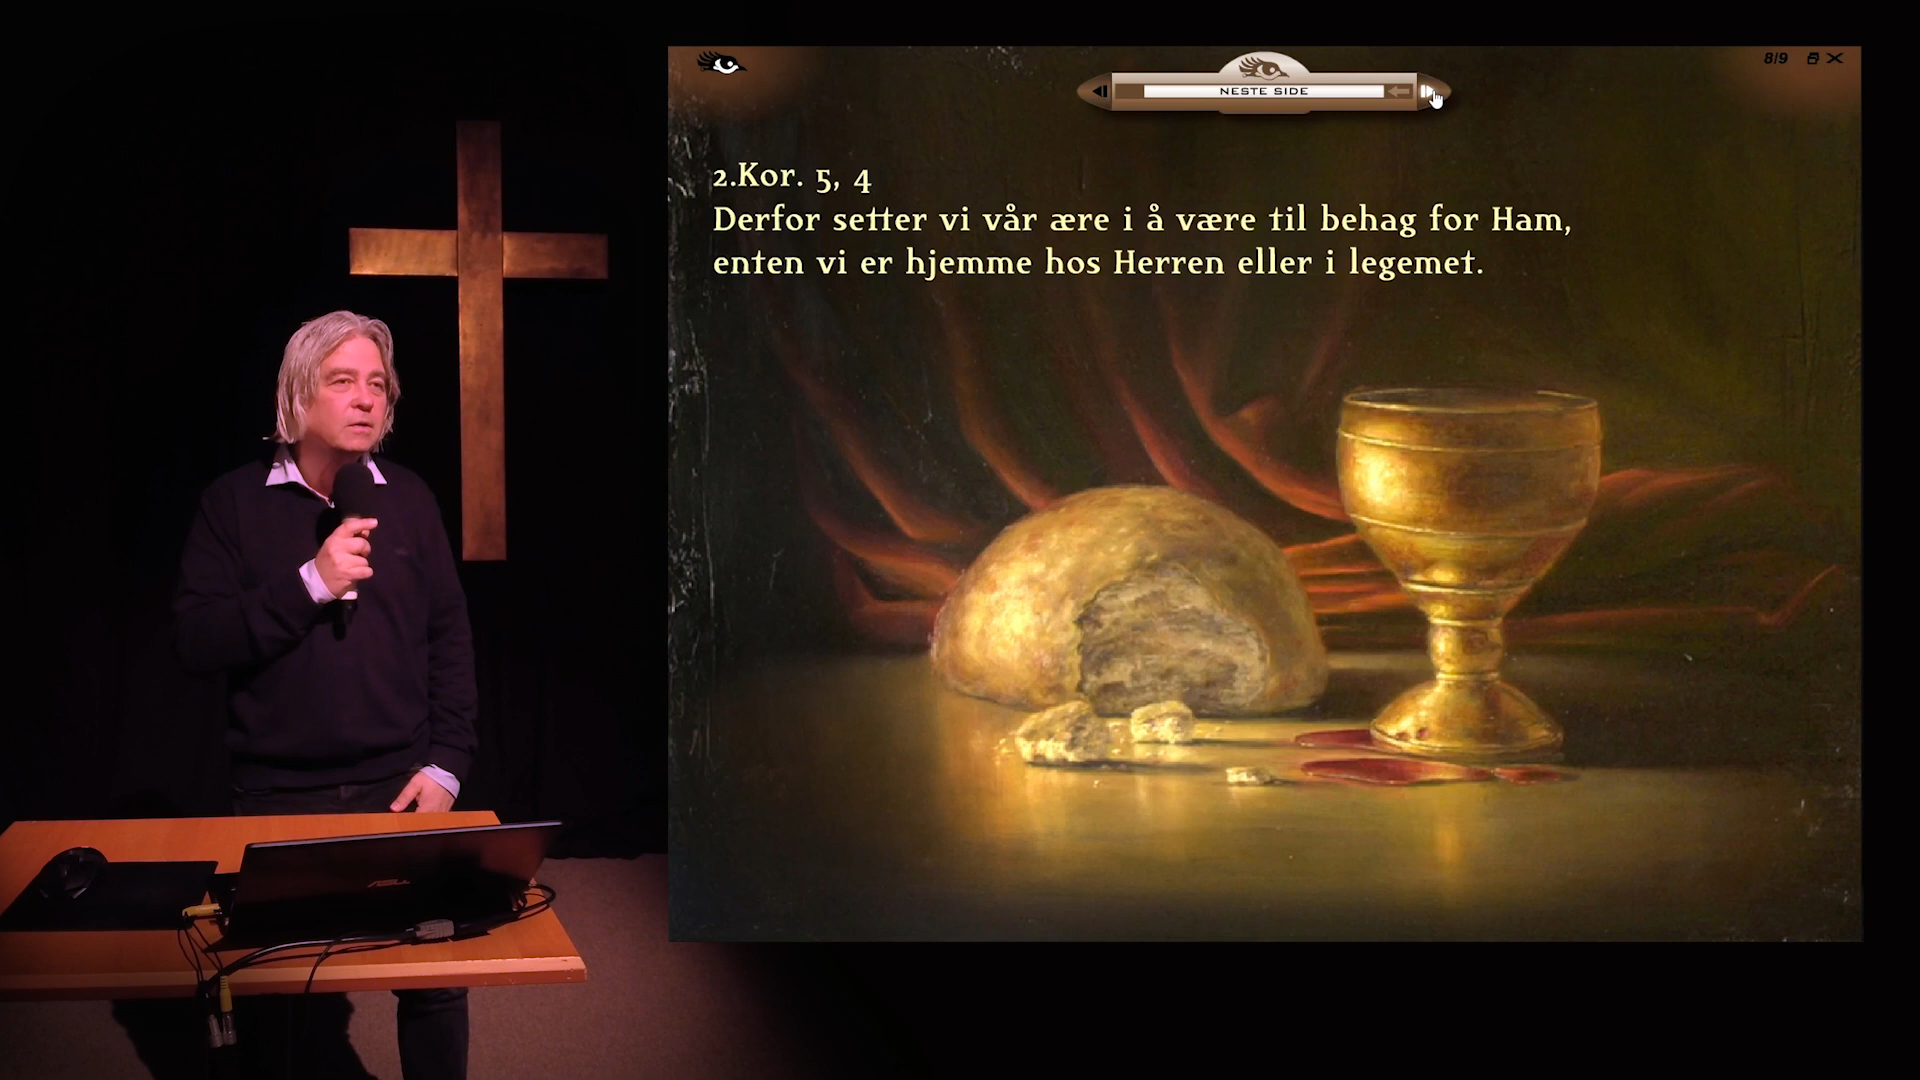 8/9
NESTE SIDE
2.Kor. 5, 4
Derfor setter vi vår ære i å være til behag for Ham,
enten vi er hjemme hos Herren eller i legemet.
ASUS